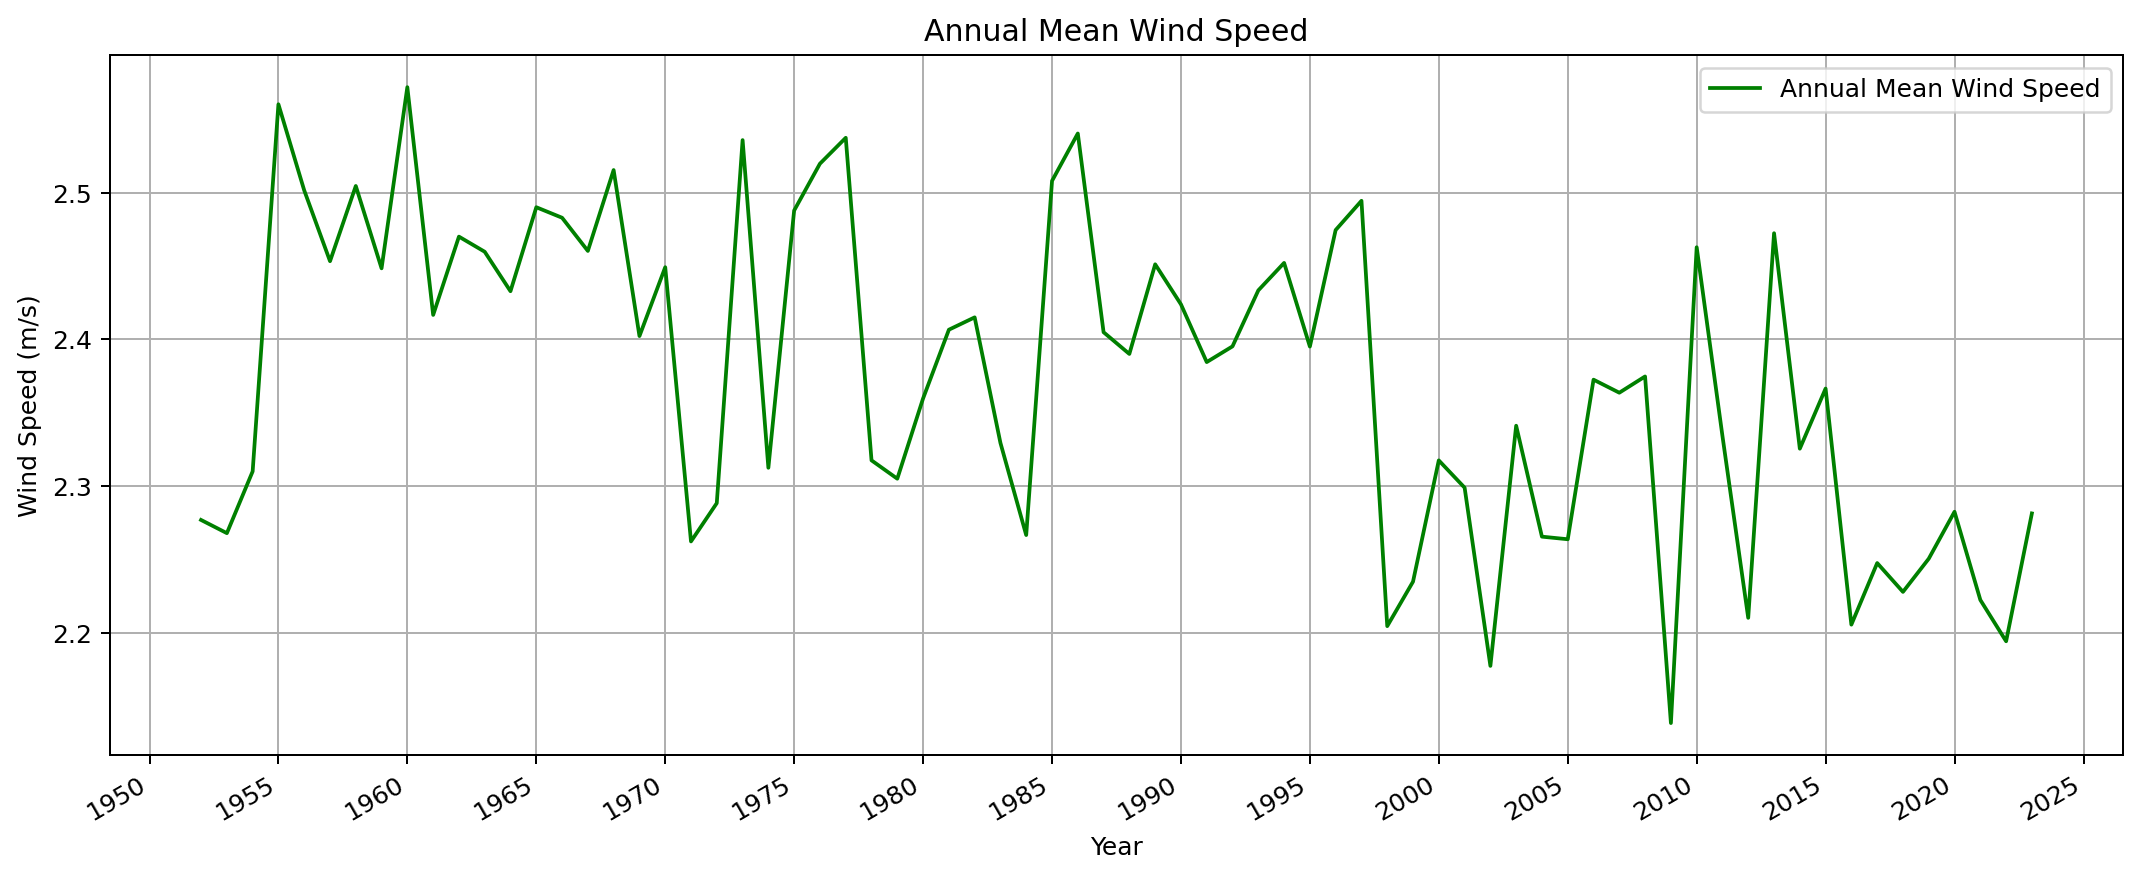 Annual Mean Wind Speed
Annual Mean Wind Speed
Wind Speed (m/s)
2.5
2.4
2.3
2.2
1950 1955 1960 1965 1970 1975 1980 1985 1990 1995 2000 2005 2010 2015 2020 2025
Year